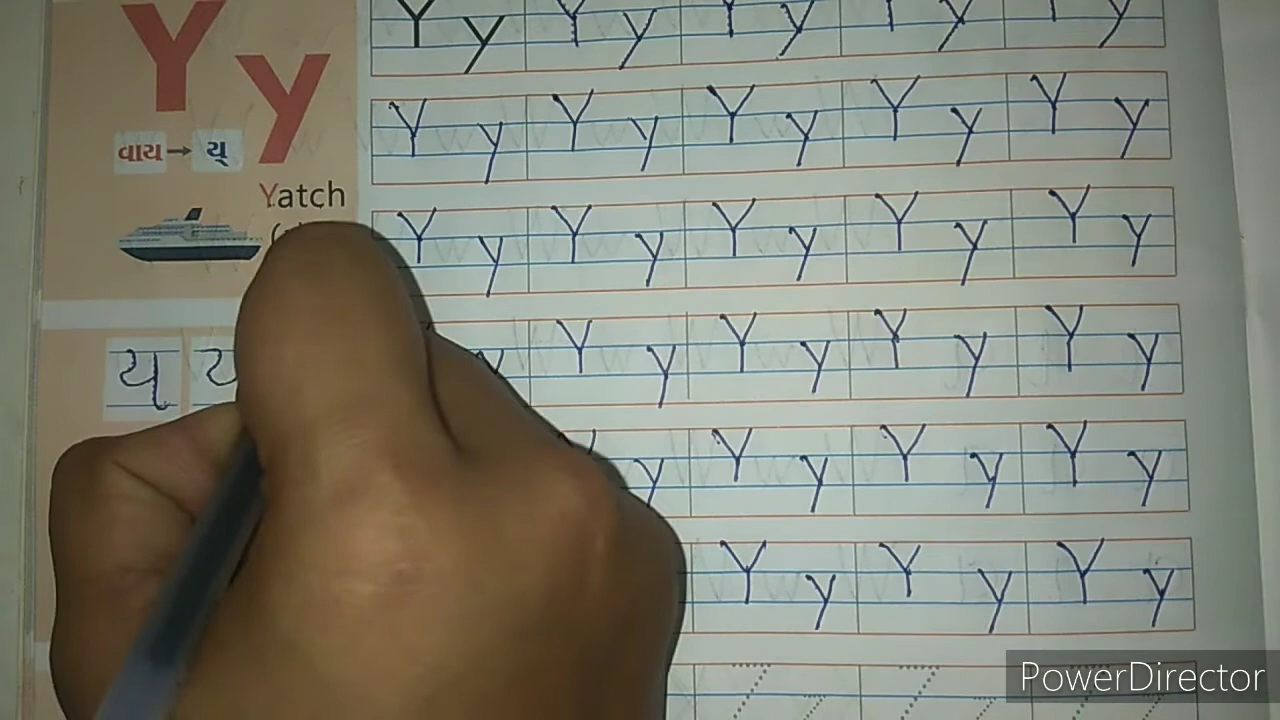 Y y
વાય → ય્
Yatch
ય
Y y Y y Y y Y y Y y
Y y Y y Y y Y y Y y
Y y Y y Y y Y y Y y
Y y Y y Y y Y y
y Y y Y y Y y
Y y Y y Y y
PowerDirector